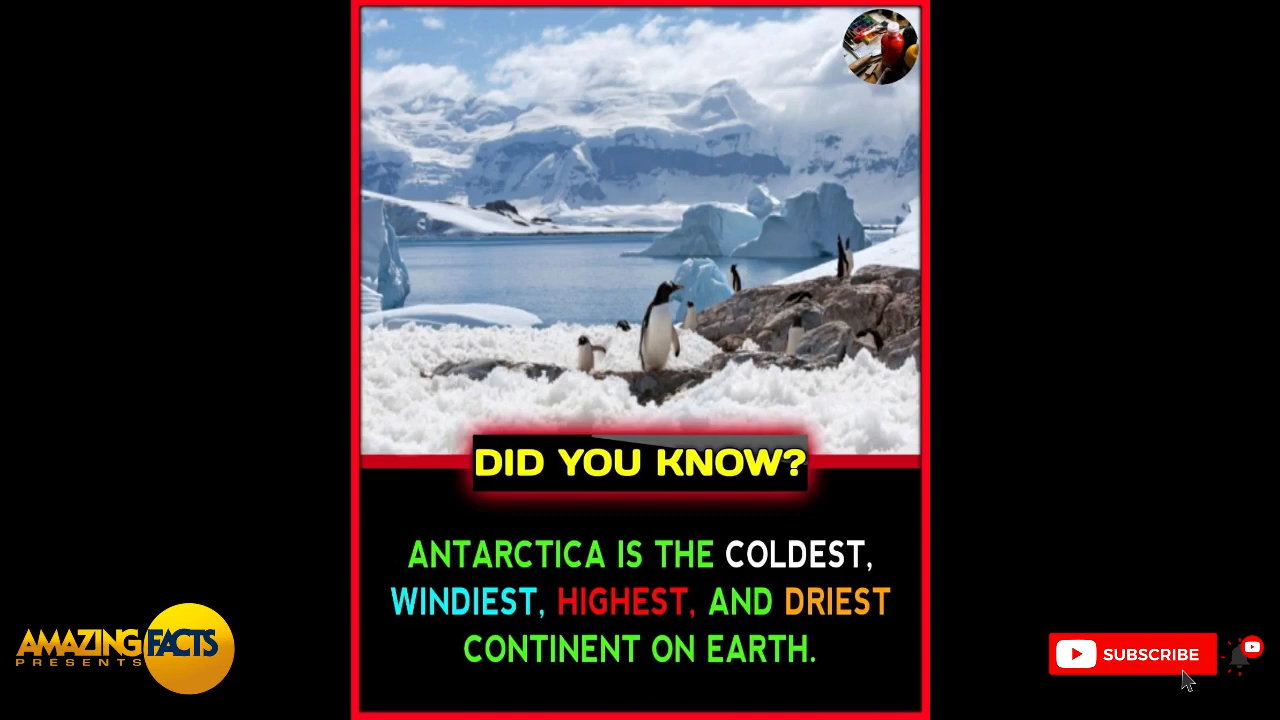 DID YOU KNOW?
ANTARCTICA IS THE COLDEST,
WINDIEST, HIGHEST, AND DRIEST
CONTINENT ON EARTH.
AMAZING FACTS
PRESENTS
SUBSCRIBE